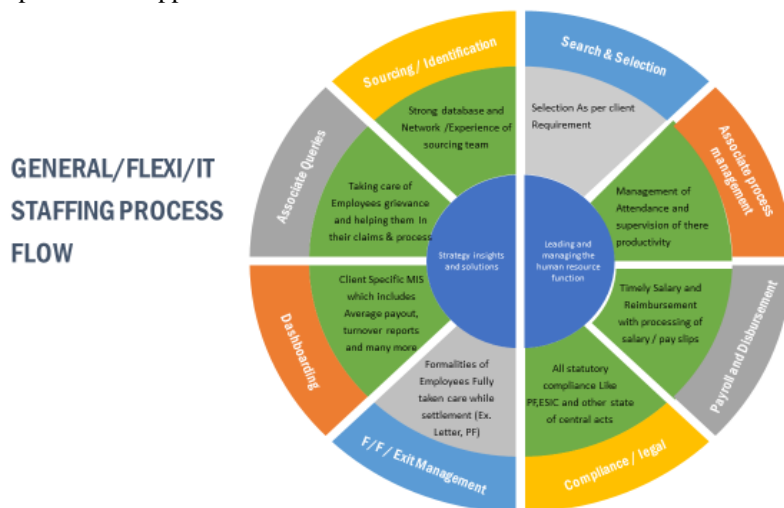 GENERAL/FLEXI/IT
STAFFING PROCESS
FLOW
Sourcing / Identification
Strong database and
Network /Experience of
sourcing team
Search & Selection
Selection As per client
Requirement
Associate process
management
Management of
Attendance and
supervision of there
productivity
Payroll and Disbursement
Timely Salary and
Reimbursement
with processing of
salary / pay slips
Compliance / legal
All statutory
compliance Like
PF,ESIC and other state
of central acts
F/F / Exit Management
Formalities of
Employees Fully
taken care while
settlement (Ex.
Letter, PF)
Dashboarding
Client Specific MIS
which includes
Average payout,
turnover reports
and many more
Associate Queries
Taking care of
Employees grievance
and helping them In
their claims & process
Strategy insights
and solutions
Leading and
managing the
human resource
function